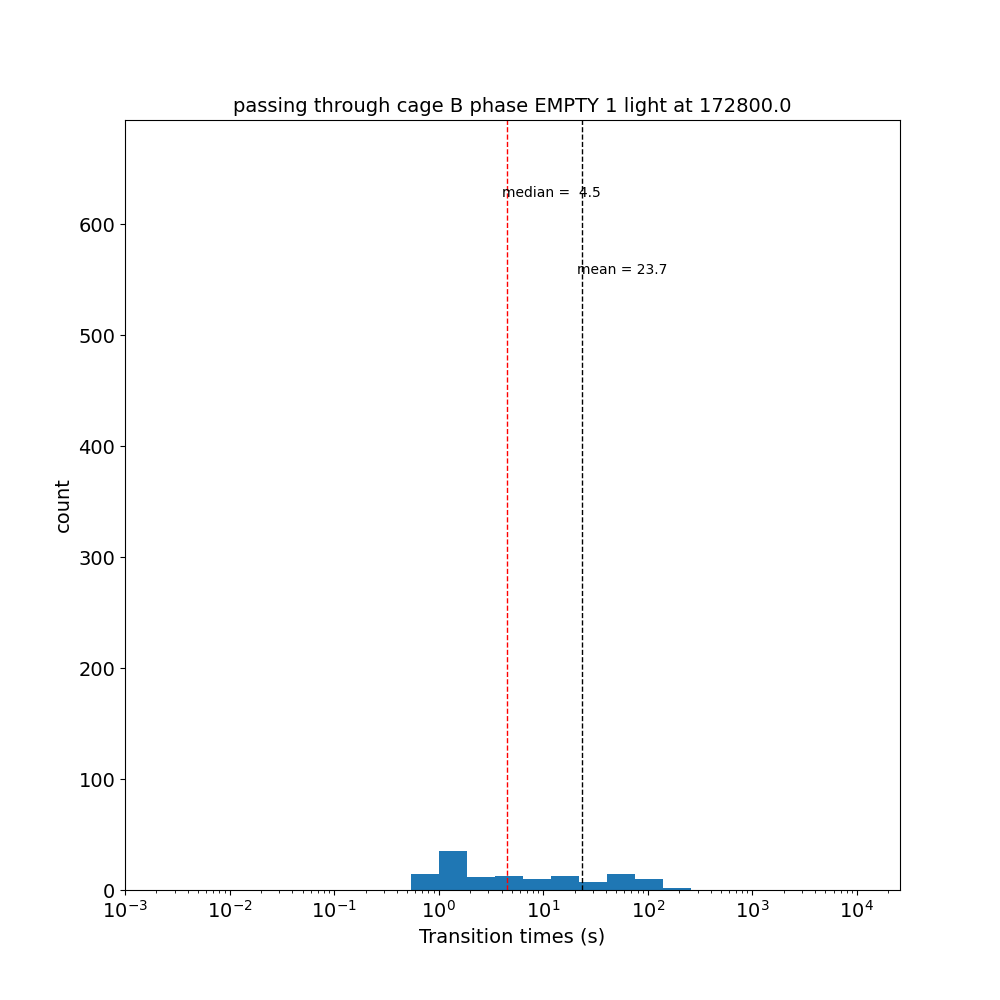 passing through cage B phase EMPTY 1 light at 172800.0
median =  4.5
mean = 23.7
600
500
400
300
200
100
0
count
10⁻³ 10⁻² 10⁻¹ 10⁰ 10¹ 10² 10³ 10⁴
Transition times (s)